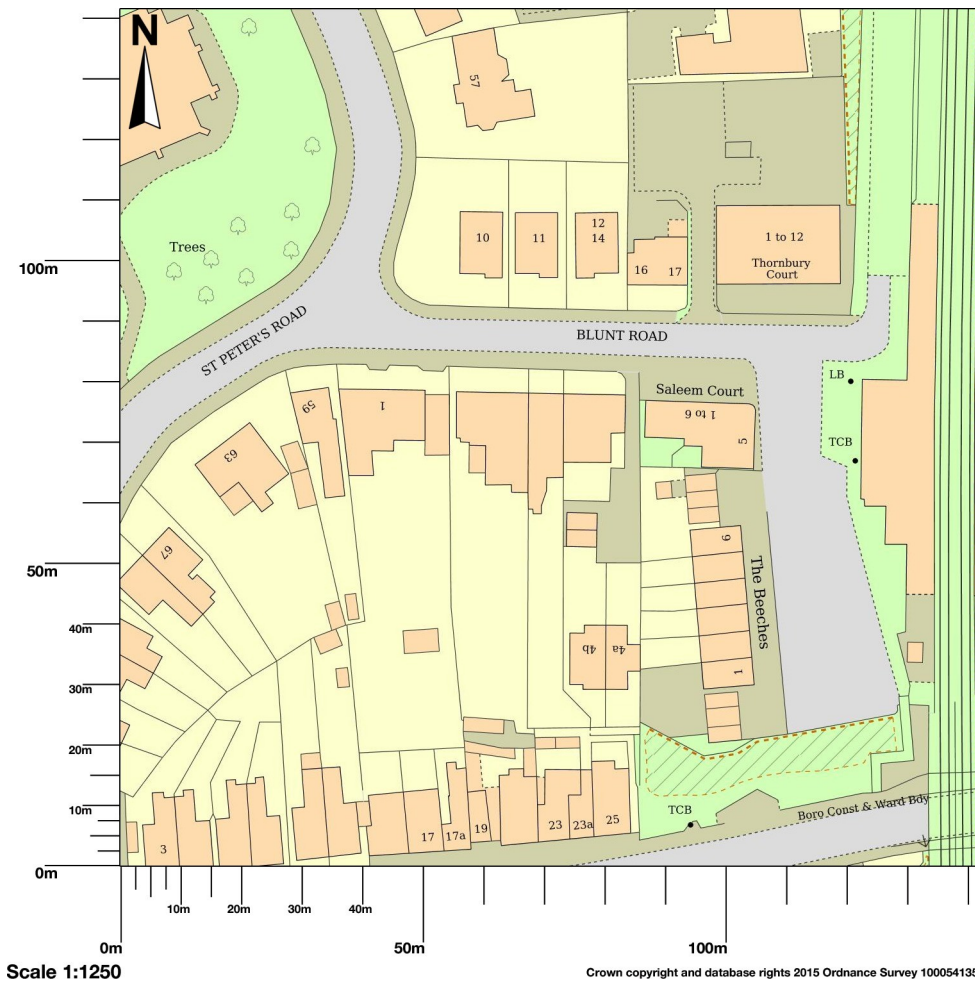 N
57
10
11
12
14
16
17
1 to 12
Thornbury
Court
Trees
100m
ST PETER'S ROAD
BLUNT ROAD
LB
TCB
Saleem Court
1 to 6
5
59
1
63
67
50m
6
The Beeches
1
40m
4b
4a
30m
20m
10m
0m
3
17
17a
19
23
23a
25
TCB
Boro Const & Ward Bdy
10m
20m
30m
40m
0m
50m
100m
Scale 1:1250
Crown copyright and database rights 2015 Ordnance Survey 100054135